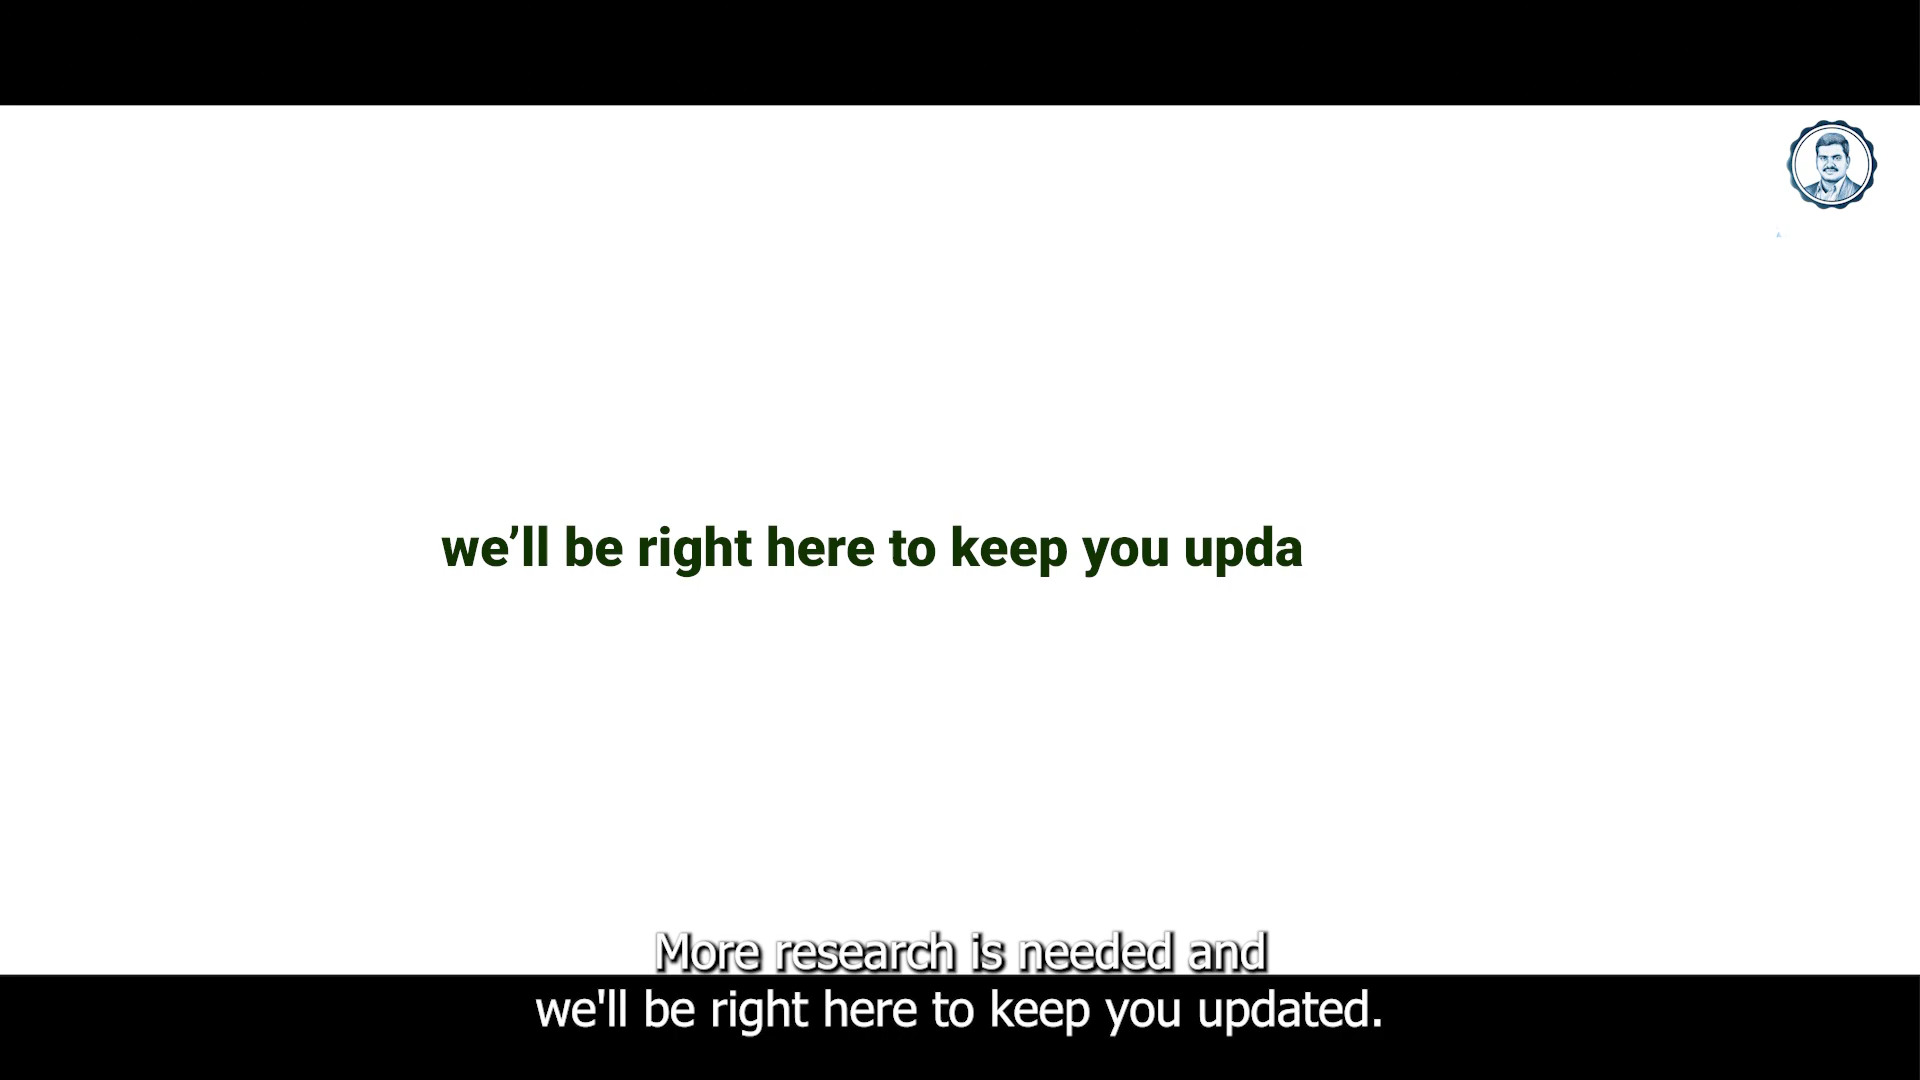 we’ll be right here to keep you upda
More research is needed and
we'll be right here to keep you updated.